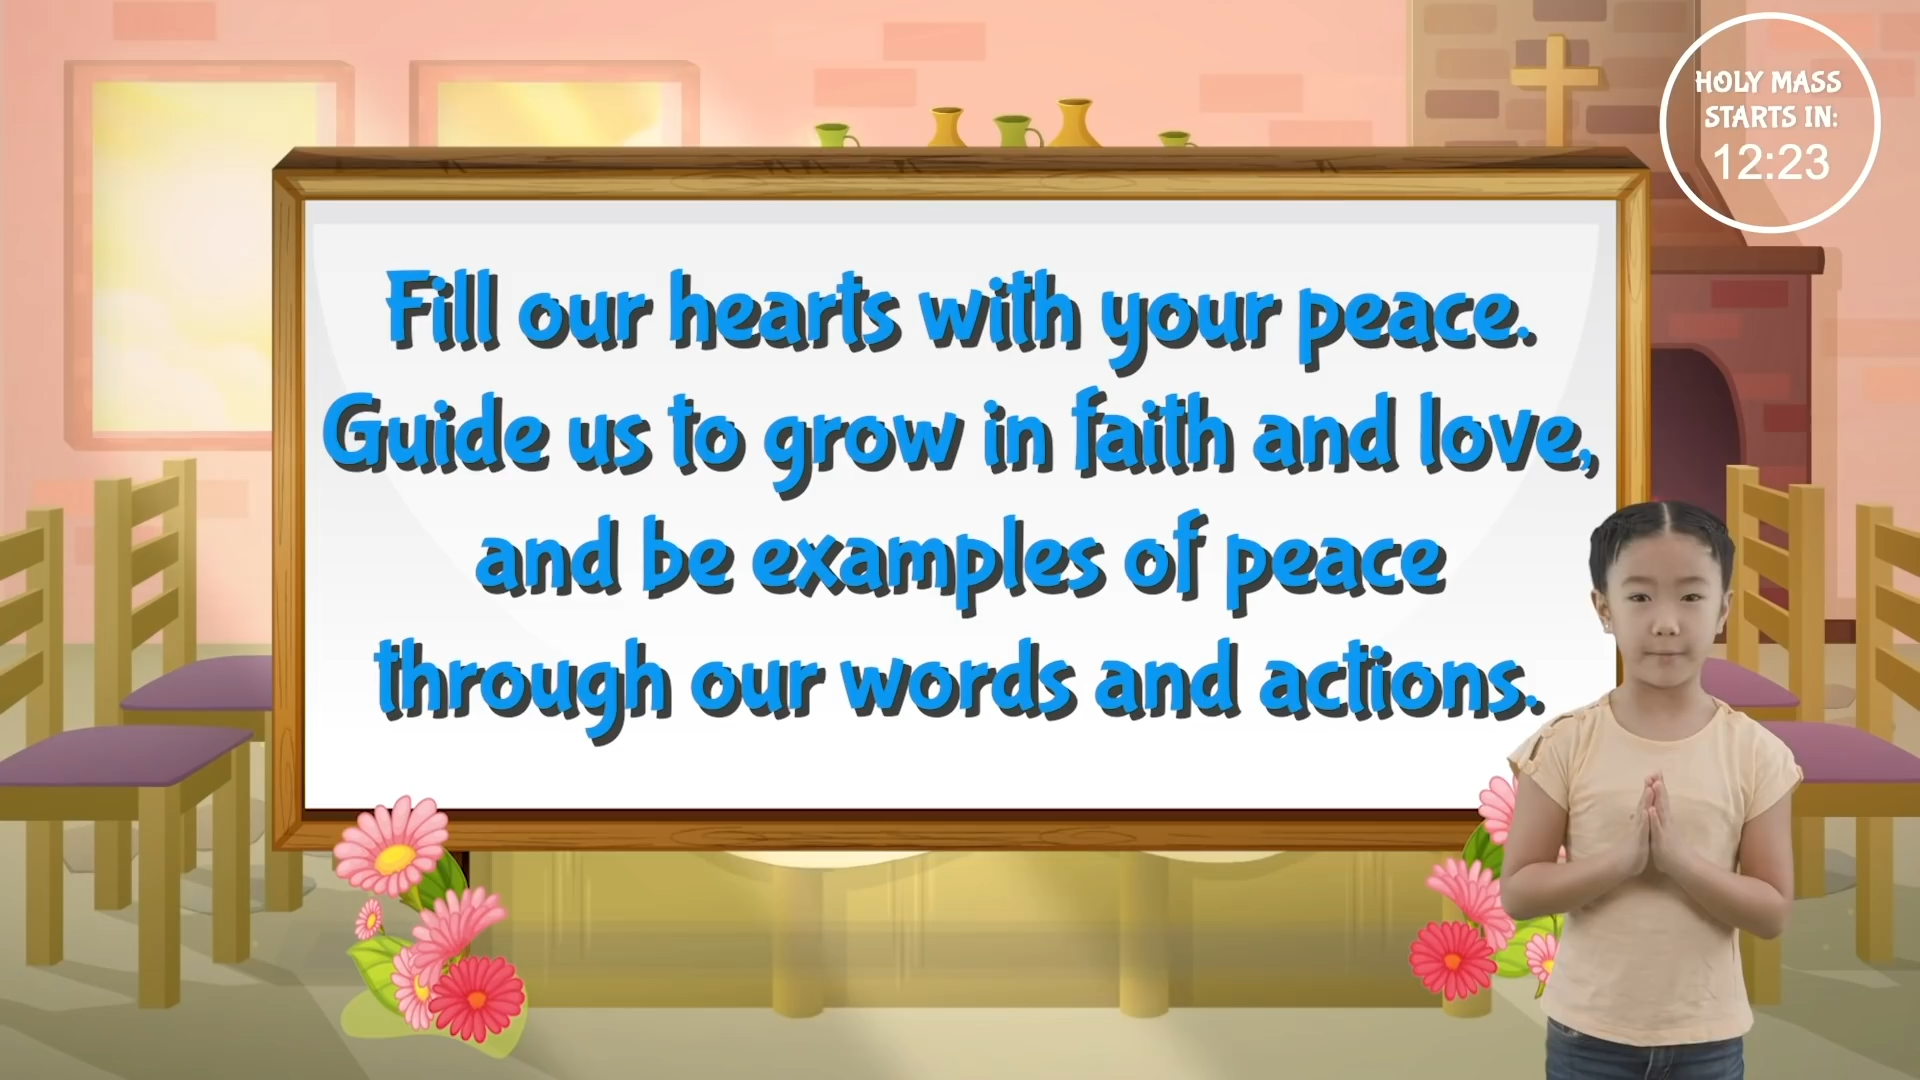 HOLY MASS
STARTS IN:
12:23
Fill our hearts with your peace.
Guide us to grow in faith and love,
and be examples of peace
through our words and actions.